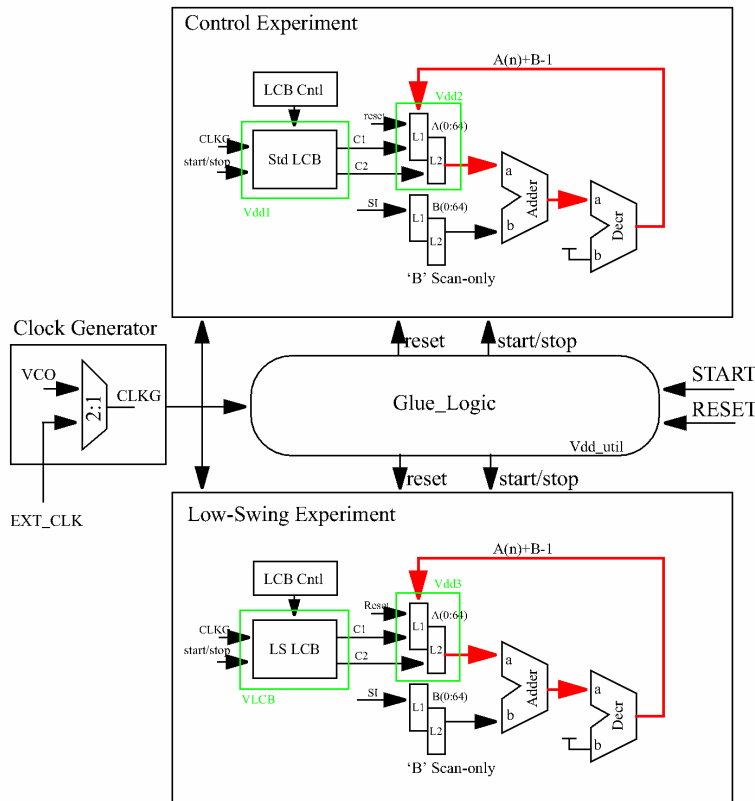 Control Experiment
A(n)+B-1
LCB Cntl
Vdd2
reset
CLKG
C1
L1
A(0:64)
start/stop
Std LCB
C2
L2
a
Adder
a
Decr
Vdd1
SI
L1
B(0:64)
b
b
L2
'B' Scan-only
Clock Generator
reset
start/stop
VCO
2:1
CLKG
Glue_Logic
START
RESET
Vdd_util
EXT_CLK
reset
start/stop
Low-Swing Experiment
A(n)+B-1
LCB Cntl
Vdd3
Reset
CLKG
C1
L1
A(0:64)
start/stop
LS LCB
C2
L2
a
Adder
a
Decr
VLCB
SI
L1
B(0:64)
b
b
L2
'B' Scan-only